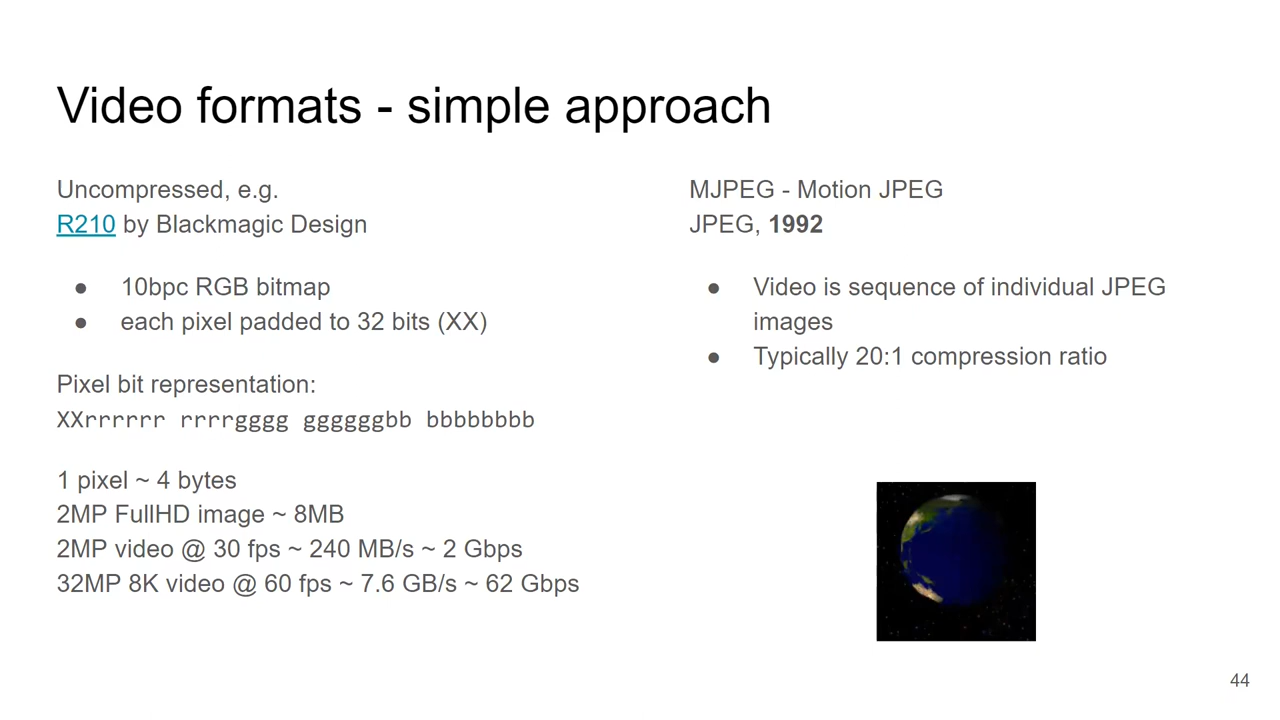 Video formats - simple approach
Uncompressed, e.g.
R210 by Blackmagic Design
● 10bpc RGB bitmap
● each pixel padded to 32 bits (XX)
Pixel bit representation:
XXrrrrrr rrrrgggg ggggggbb bbbbbbbb
1 pixel ~ 4 bytes
2MP FullHD image ~ 8MB
2MP video @ 30 fps ~ 240 MB/s ~ 2 Gbps
32MP 8K video @ 60 fps ~ 7.6 GB/s ~ 62 Gbps
MJPEG - Motion JPEG
JPEG, 1992
● Video is sequence of individual JPEG
images
● Typically 20:1 compression ratio
44